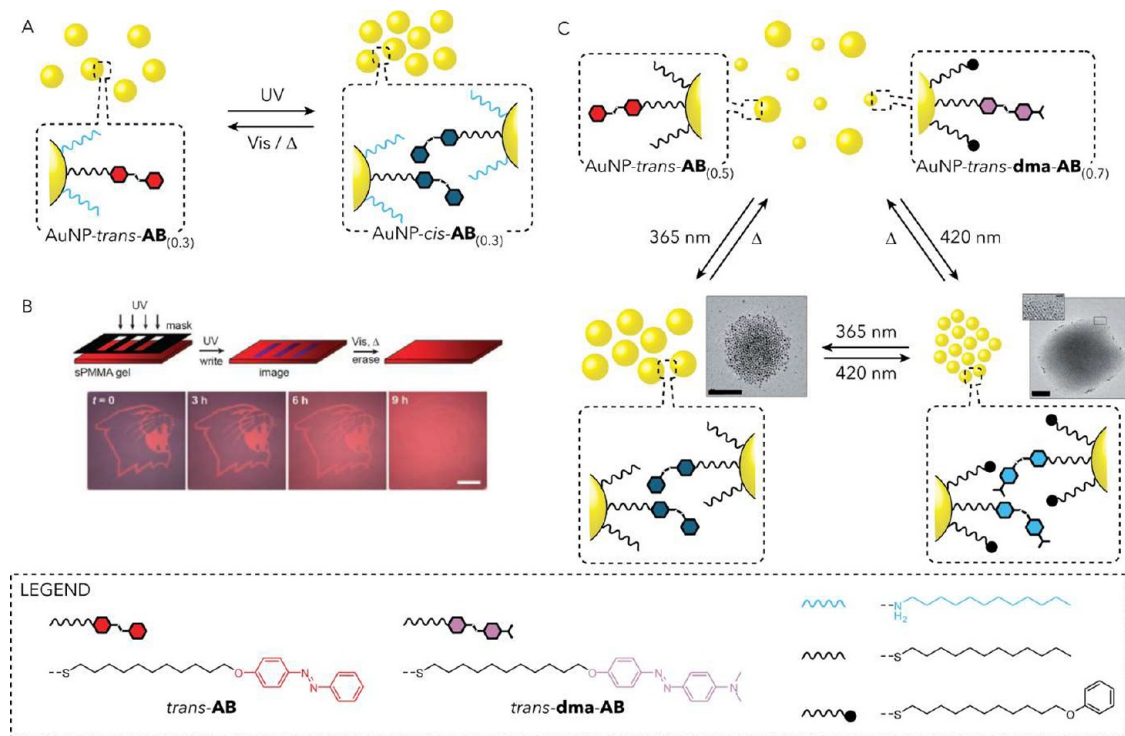 A
UV
Vis / Δ
AuNP-trans-AB(0.3)
AuNP-cis-AB(0.3)
B
UV
mask
sPMMA gel
UV
write
image
Vis, Δ
erase
t = 0
3 h
6 h
9 h
C
AuNP-trans-AB(0.5)
AuNP-trans-dma-AB(0.7)
365 nm
Δ
Δ
420 nm
365 nm
420 nm
LEGEND
--S
O
N
N
trans-AB
--S
O
N
N
N
trans-dma-AB
--N
H2
--S
--S
O